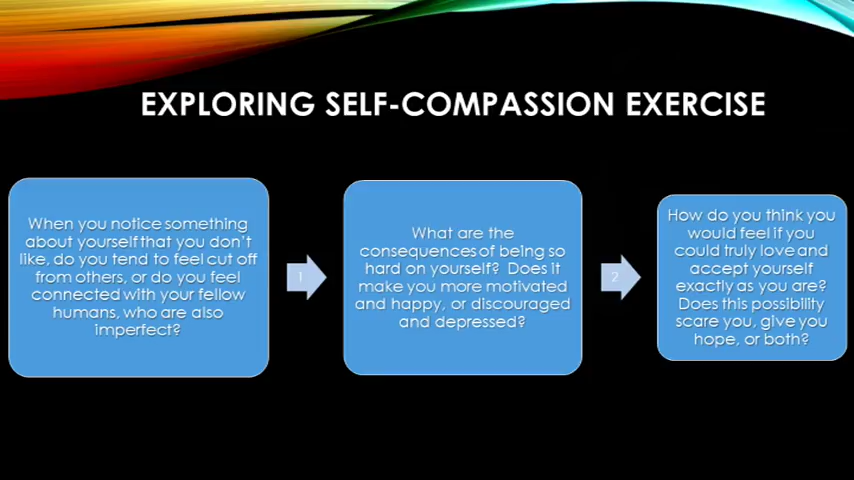 EXPLORING SELF-COMPASSION EXERCISE
When you notice something
about yourself that you don't
like, do you tend to feel cut off
from others, or do you feel
connected with your fellow
humans, who are also
imperfect?
1
What are the
consequences of being so
hard on yourself? Does it
make you more motivated
and happy, or discouraged
and depressed?
2
How do you think you
would feel if you
could truly love and
accept yourself
exactly as you are?
Does this possibility
scare you, give you
hope, or both?